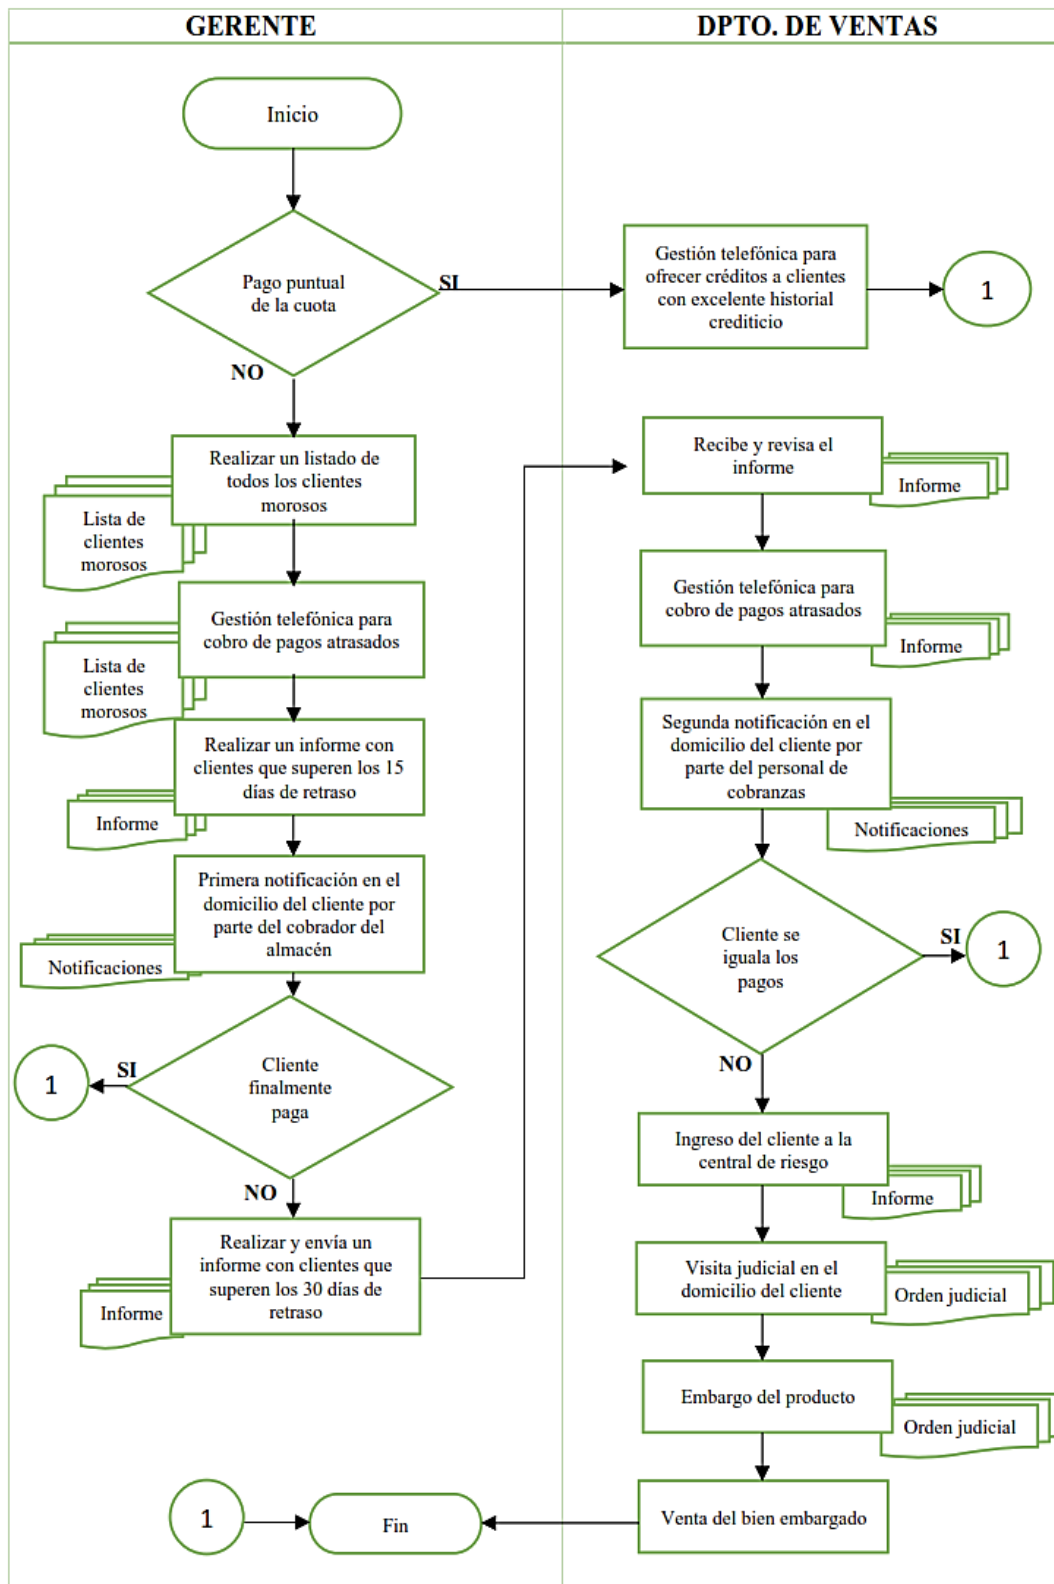 GERENTE
DPTO. DE VENTAS
Inicio
Pago puntual
de la cuota
SI
Gestión telefónica para
ofrecer créditos a clientes
con excelente historial
crediticio
1
NO
Realizar un listado de
todos los clientes
morosos
Lista de
clientes
morosos
Gestión telefónica para
cobro de pagos atrasados
Lista de
clientes
morosos
Realizar un informe con
clientes que superen los 15
días de retraso
Informe
Primera notificación en el
domicilio del cliente por
parte del cobrador del
almacén
Notificaciones
Cliente
finalmente
paga
SI
1
NO
Realizar y envía un
informe con clientes que
superen los 30 días de
retraso
Informe
Recibe y revisa el
informe
Informe
Gestión telefónica para
cobro de pagos atrasados
Informe
Segunda notificación en el
domicilio del cliente por
parte del personal de
cobranzas
Notificaciones
Cliente se
iguala los
pagos
SI
1
NO
Ingreso del cliente a la
central de riesgo
Informe
Visita judicial en el
domicilio del cliente
Orden judicial
Embargo del producto
Orden judicial
Venta del bien embargado
1
Fin